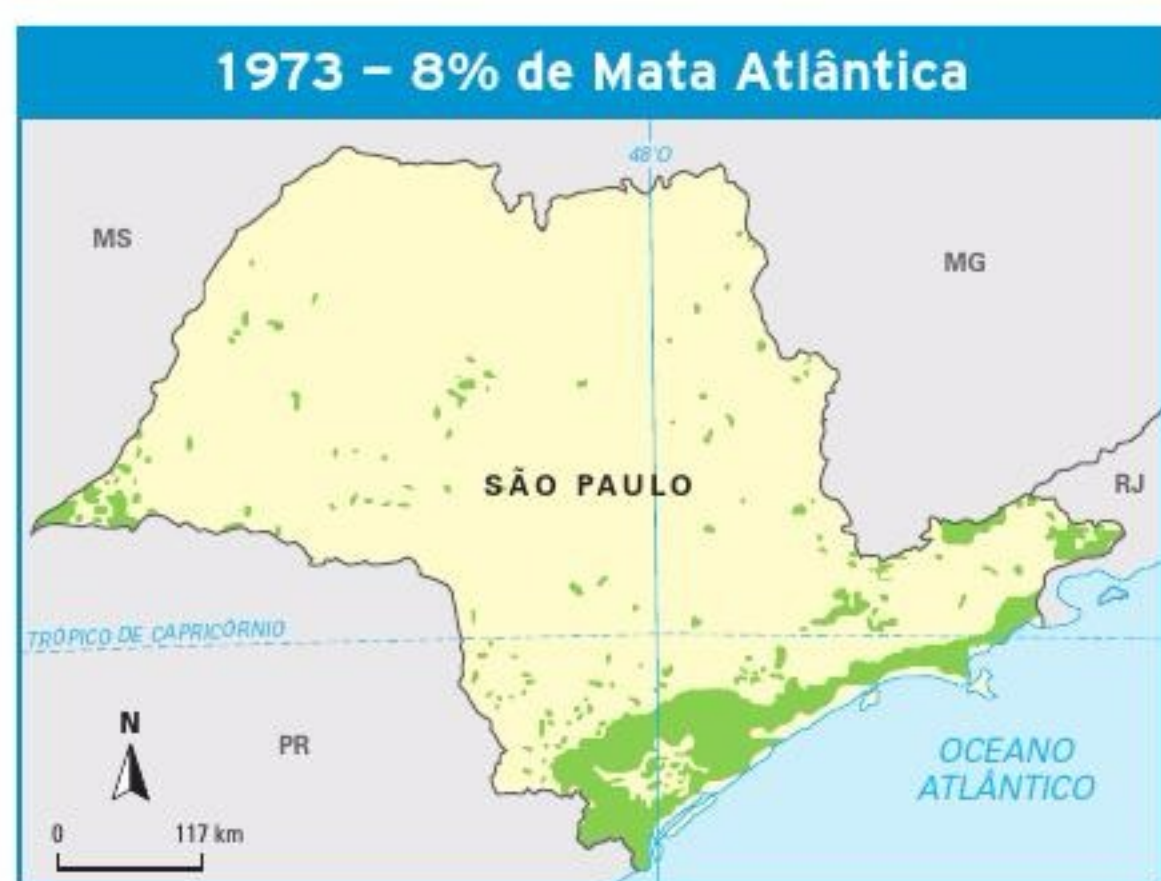 1973 – 8% de Mata Atlântica
48°O
MS
MG
SÃO PAULO
RJ
TRÓPICO DE CAPRICÓRNIO
N
PR
OCEANO
ATLÂNTICO
0 117 km